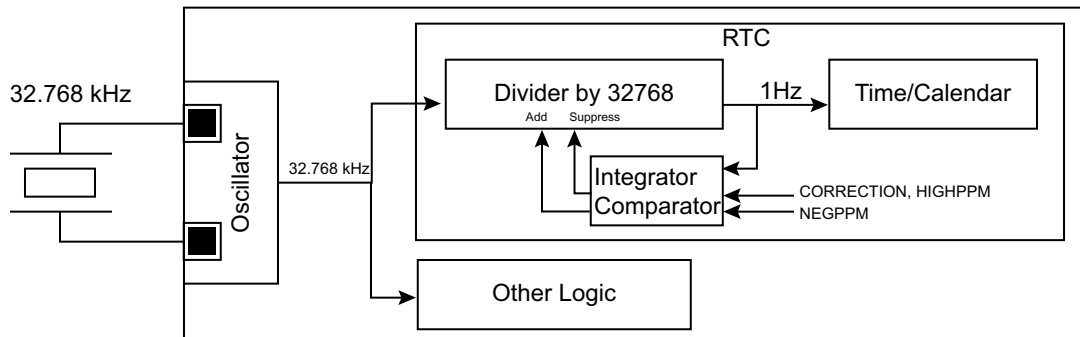 RTC
32.768 kHz
Divider by 32768
Add Suppress
1Hz
Time/Calendar
Oscillator
32.768 kHz
Integrator
Comparator
CORRECTION, HIGHPPM
NEGPPM
Other Logic